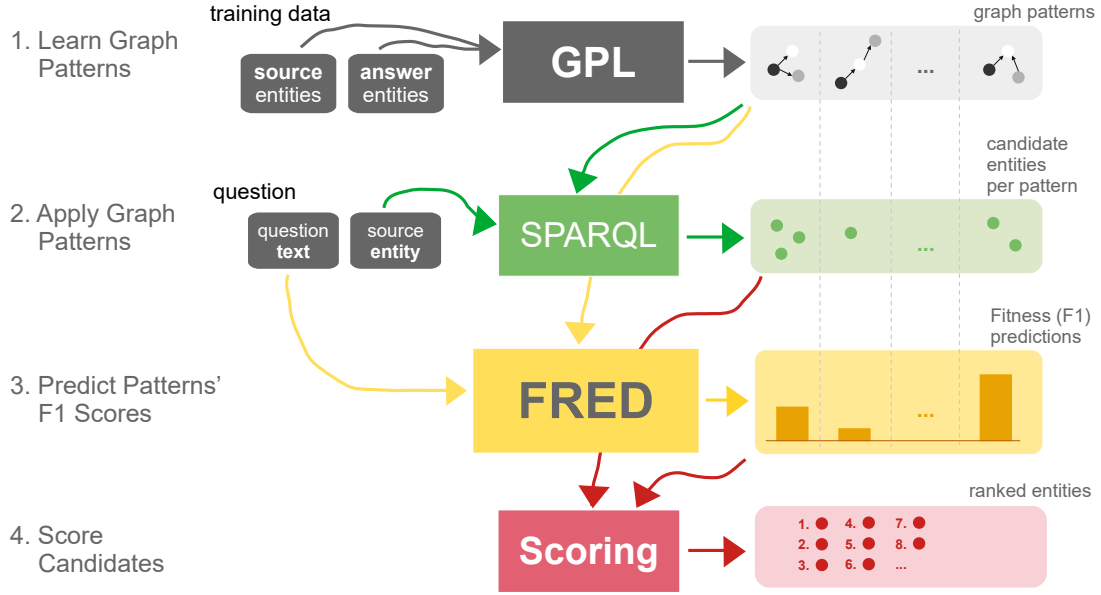 training data
graph patterns
1. Learn Graph
Patterns
source
entities
answer
entities
GPL
...
candidate
entities
per pattern
question
2. Apply Graph
Patterns
question
text
source
entity
SPARQL
...
Fitness (F1)
predictions
3. Predict Patterns’
F1 Scores
FRED
...
ranked entities
4. Score
Candidates
Scoring
1. 4. 7.
2. 5. 8.
3. 6. ...